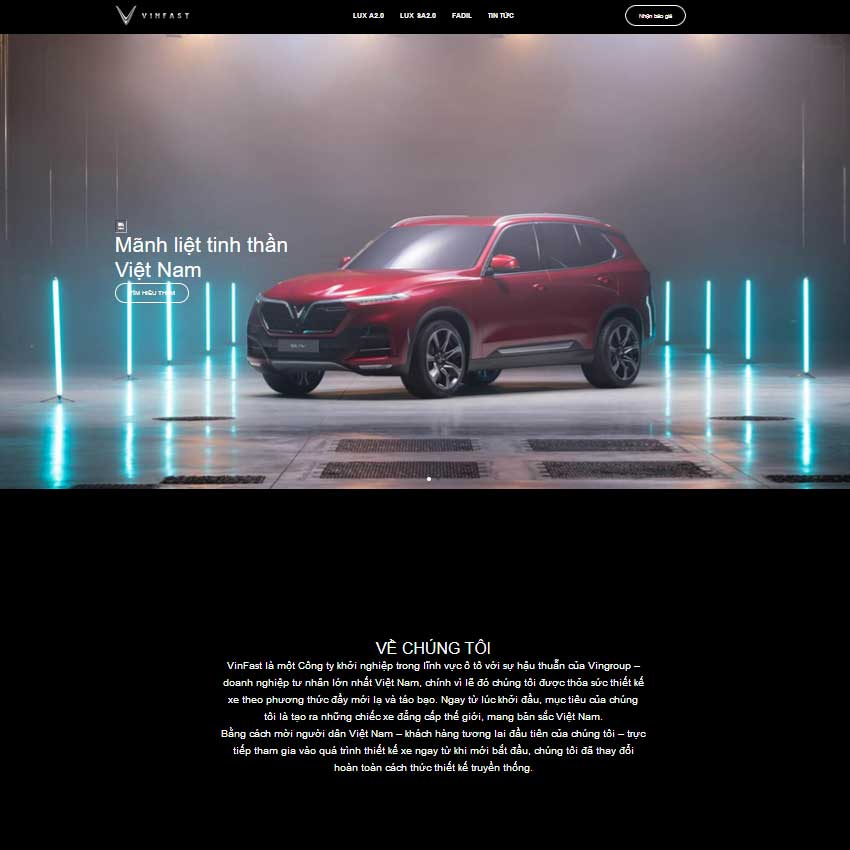 VINFAST
LUX A2.0
LUX SA2.0
FADIL
TIN TỨC
Nhận báo giá
Mãnh liệt tinh thần
Việt Nam
TÌM HIỂU THÊM
VỀ CHÚNG TÔI
VinFast là một Công ty khởi nghiệp trong lĩnh vực ô tô với sự hậu thuẫn của Vingroup –
doanh nghiệp tư nhân lớn nhất Việt Nam, chính vì lẽ đó chúng tôi được thỏa sức thiết kế
xe theo phương thức đầy mới lạ và táo bạo. Ngay từ lúc khởi đầu, mục tiêu của chúng
tôi là tạo ra những chiếc xe đẳng cấp thế giới, mang bản sắc Việt Nam.
Bằng cách mời người dân Việt Nam – khách hàng tương lai đầu tiên của chúng tôi – trực
tiếp tham gia vào quá trình thiết kế xe ngay từ khi mới bắt đầu, chúng tôi đã thay đổi
hoàn toàn cách thức thiết kế truyền thống.